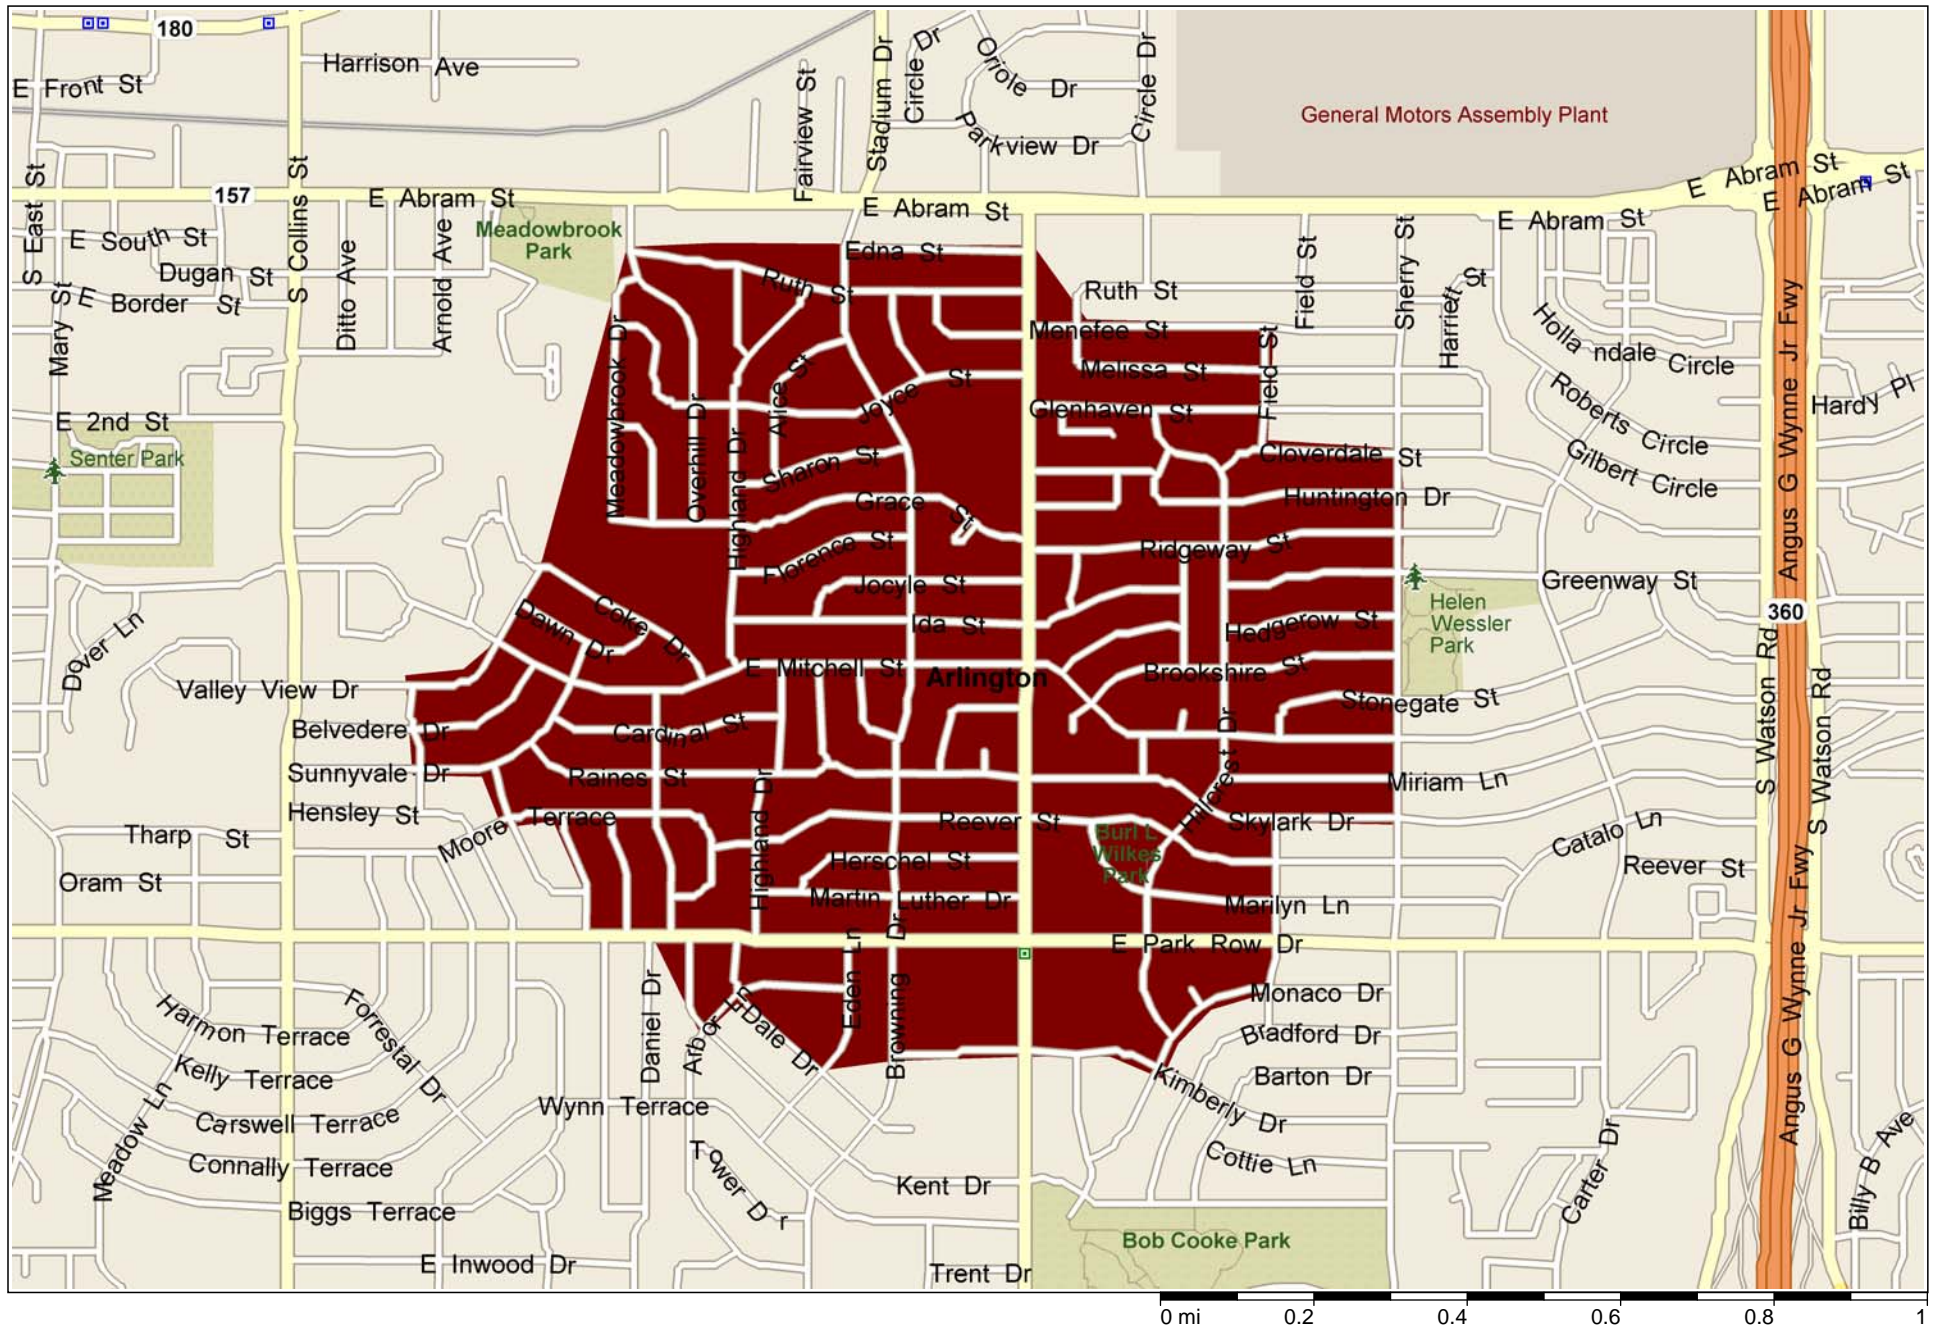 180
Harrison Ave
E Front St
Fairview St
Stadium Dr
Circle Dr
Oriole Dr
Circle Dr
Parkview Dr
General Motors Assembly Plant
S East St
157
S Collins St
E Abram St
E Abram St
E Abram St
E Abram St
E Abram St
E South St
Dugan St
E Border St
Mary St
Ditto Ave
Arnold Ave
Meadowbrook
Park
Edna St
Ruth St
Ruth St
Field St
Sherry St
Harriett St
Menefee St
Melissa St
Glenhaven St
Field St
Hollandale Circle
Roberts Circle
Gilbert Circle
Hardy Pl
Angus G Wynne Jr Fwy
E 2nd St
Senter Park
Meadowbrook Dr
Overhill Dr
Highland Dr
Alice St
Joyce St
Sharon St
Grace St
Florence St
Jocyle St
Ida St
Cloverdale St
Huntington Dr
Ridgeway St
Greenway St
Helen
Wessler
Park
360
Hedgerow St
Brookshire St
Stonegate St
Dover Ln
Dawn Dr
Coke Dr
E Mitchell St
Arlington
Valley View Dr
Belvedere Dr
Cardinal St
Sunnyvale Dr
Raines St
Hensley St
Moore Terrace
Highland Dr
Hillcrest Dr
Miriam Ln
S Watson Rd
S Watson Rd
Tharp St
Oram St
Reever St
Herschel St
Martin Luther Dr
Burl L
Wilkes
Park
Skylark Dr
Marilyn Ln
Catalo Ln
Reever St
Angus G Wynne Jr Fwy
E Park Row Dr
Eden Ln
Browning Dr
Daniel Dr
Arbor Ln
Dale Dr
Monaco Dr
Bradford Dr
Barton Dr
Kimberly Dr
Cottie Ln
Harmon Terrace
Forrestal Dr
Kelly Terrace
Carswell Terrace
Connally Terrace
Biggs Terrace
Meadow Ln
Wynn Terrace
Tower Dr
Kent Dr
E Inwood Dr
Trent Dr
Bob Cooke Park
Carter Dr
Billy B Ave
0 mi 0.2 0.4 0.6 0.8 1